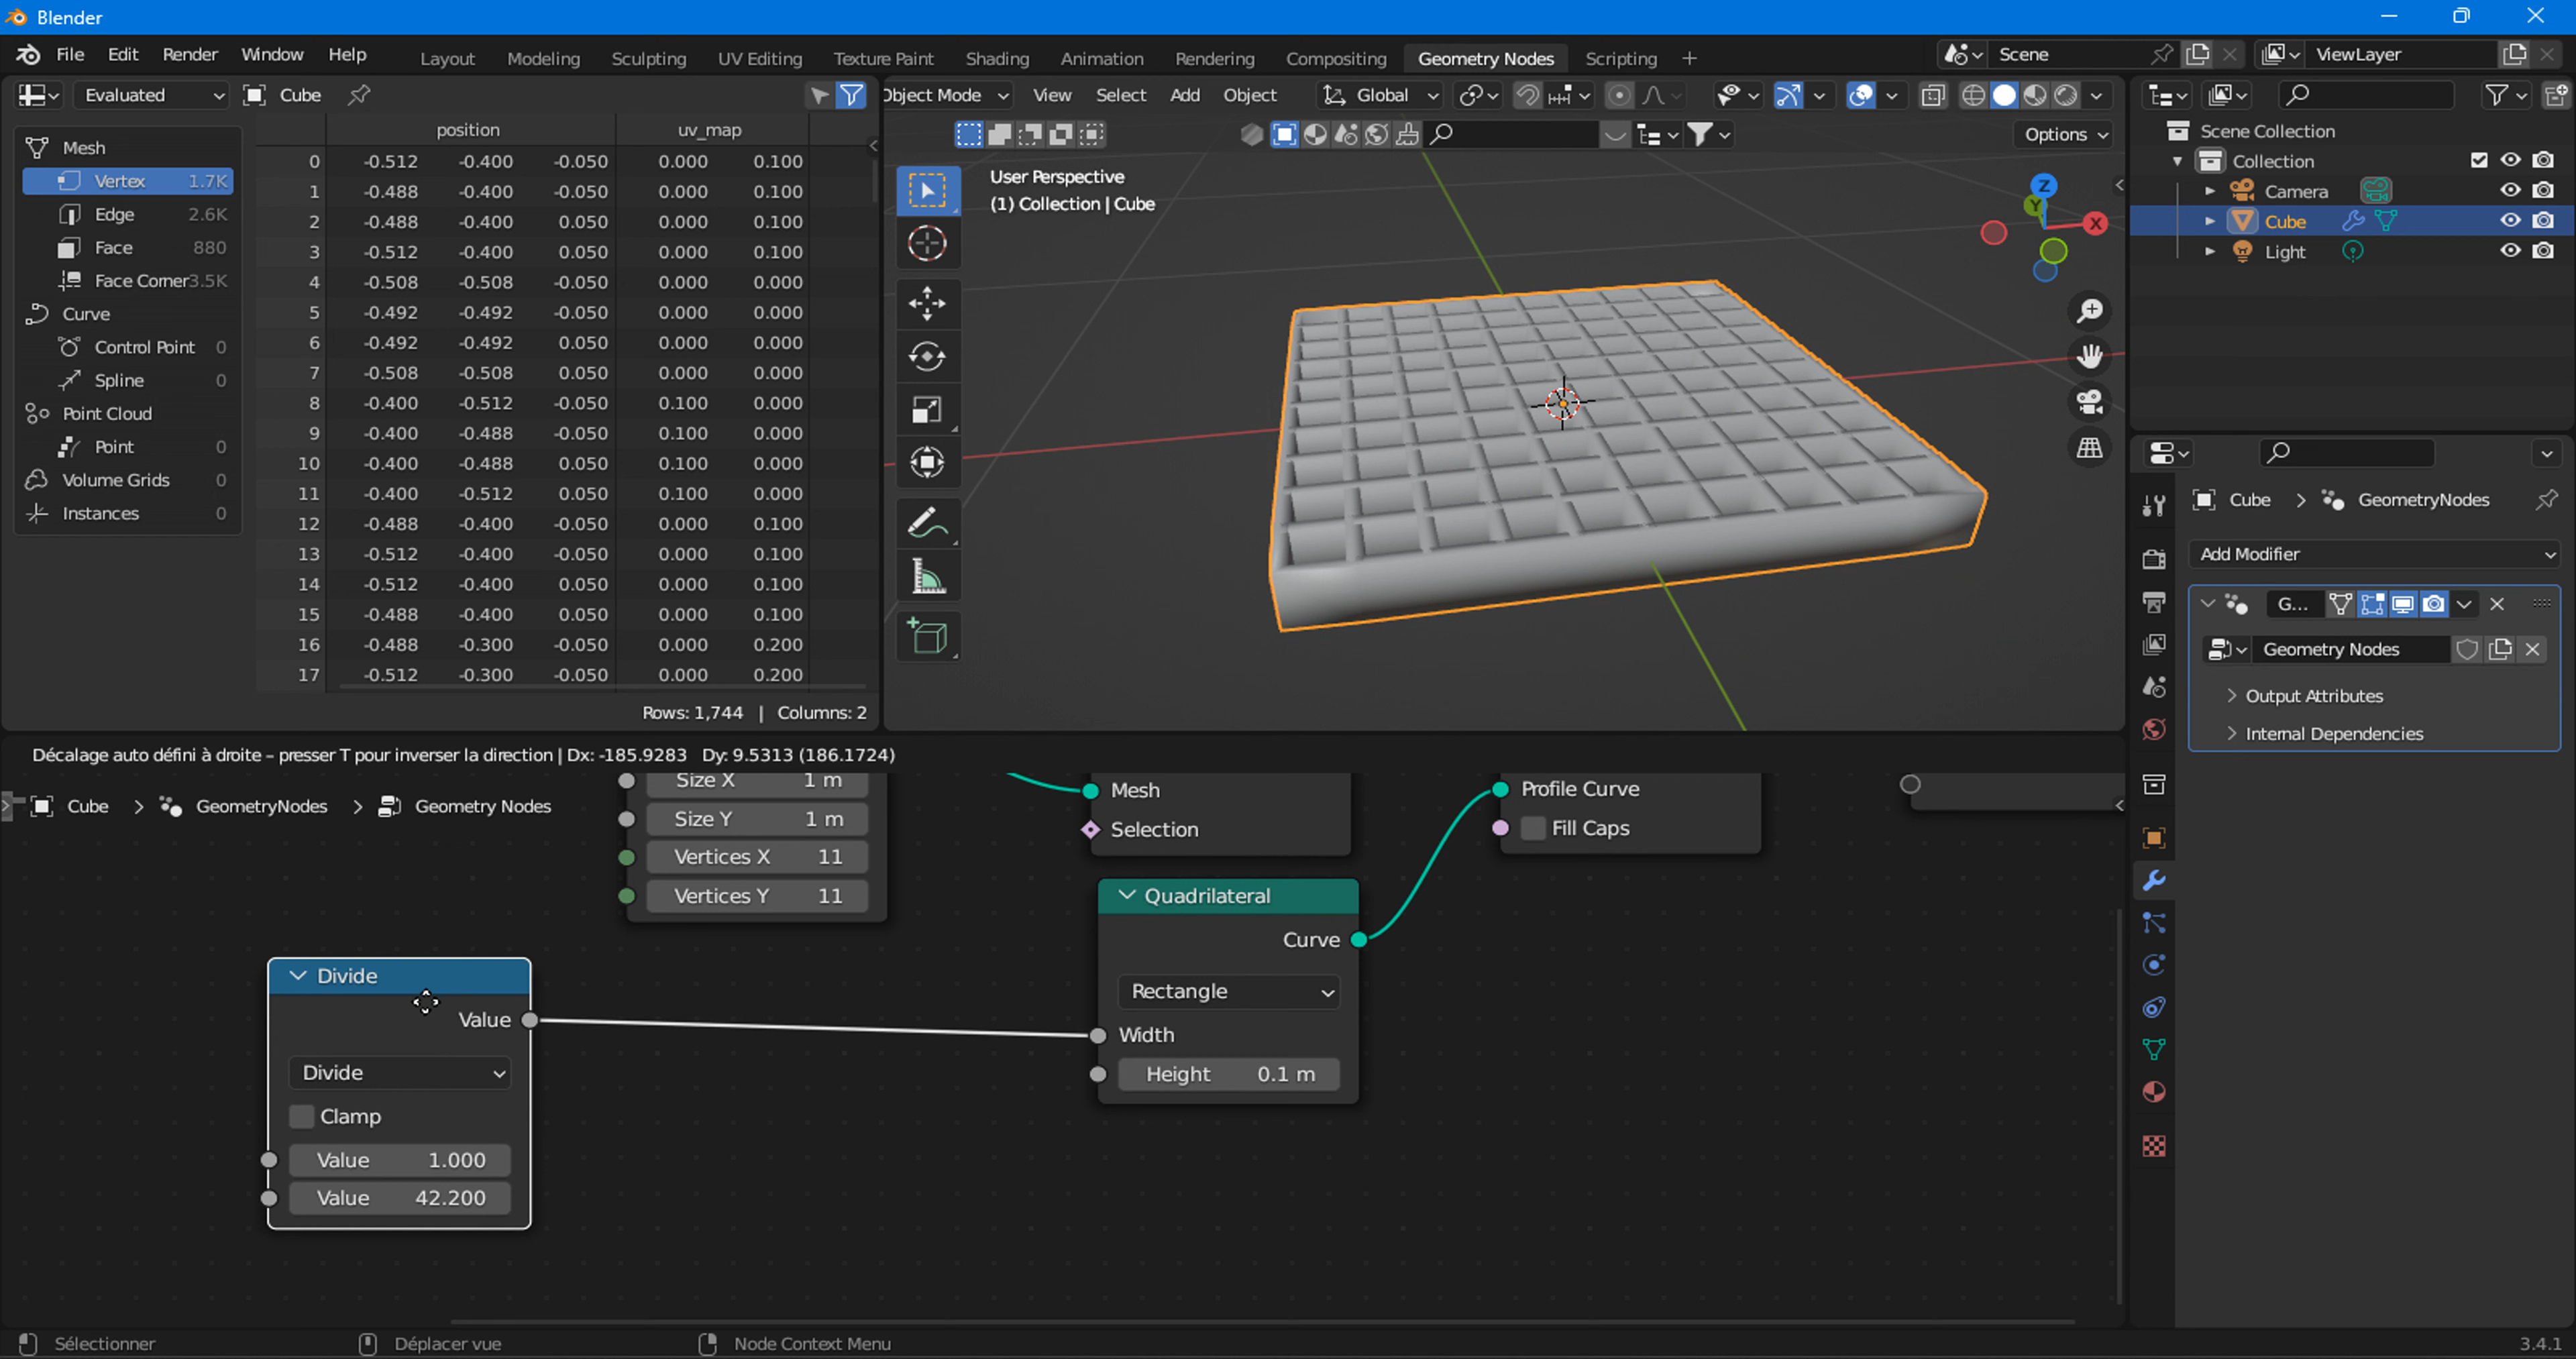 Blender
File Edit Render Window Help Layout Modeling Sculpting UV Editing Texture Paint Shading Animation Rendering Compositing Geometry Nodes Scripting + Scene ViewLayer
Evaluated Cube
position uv_map
Mesh
Vertex 1.7K
Edge 2.6K
Face 880
Face Corner 3.5K
Curve
Control Point 0
Spline 0
Point Cloud
Point 0
Volume Grids 0
Instances 0
0 -0.512 -0.400 -0.050 0.000 0.100
1 -0.488 -0.400 -0.050 0.000 0.100
2 -0.488 -0.400 0.050 0.000 0.100
3 -0.512 -0.400 0.050 0.000 0.100
4 -0.508 -0.508 -0.050 0.000 0.000
5 -0.492 -0.492 -0.050 0.000 0.000
6 -0.492 -0.492 0.050 0.000 0.000
7 -0.508 -0.508 0.050 0.000 0.000
8 -0.400 -0.512 -0.050 0.100 0.000
9 -0.400 -0.488 -0.050 0.100 0.000
10 -0.400 -0.488 0.050 0.100 0.000
11 -0.400 -0.512 0.050 0.100 0.000
12 -0.488 -0.400 -0.050 0.000 0.100
13 -0.512 -0.400 -0.050 0.000 0.100
14 -0.512 -0.400 0.050 0.000 0.100
15 -0.488 -0.400 0.050 0.000 0.100
16 -0.488 -0.300 -0.050 0.000 0.200
17 -0.512 -0.300 -0.050 0.000 0.200
Rows: 1,744 | Columns: 2
Object Mode View Select Add Object Global
Options
User Perspective
(1) Collection | Cube
Z
Y
X
Scene Collection
Collection
Camera
Cube
Light
Cube > GeometryNodes
Add Modifier
G...
Geometry Nodes
> Output Attributes
> Internal Dependencies
Décalage auto défini à droite – presser T pour inverser la direction | Dx: -185.9283 Dy: 9.5313 (186.1724)
Cube > GeometryNodes > Geometry Nodes
Size X 1 m
Size Y 1 m
Vertices X 11
Vertices Y 11
Mesh
Selection
Profile Curve
Fill Caps
Quadrilateral
Curve
Rectangle
Width
Height 0.1 m
Divide
Value
Divide
Clamp
Value 1.000
Value 42.200
Sélectionner Déplacer vue Node Context Menu 3.4.1